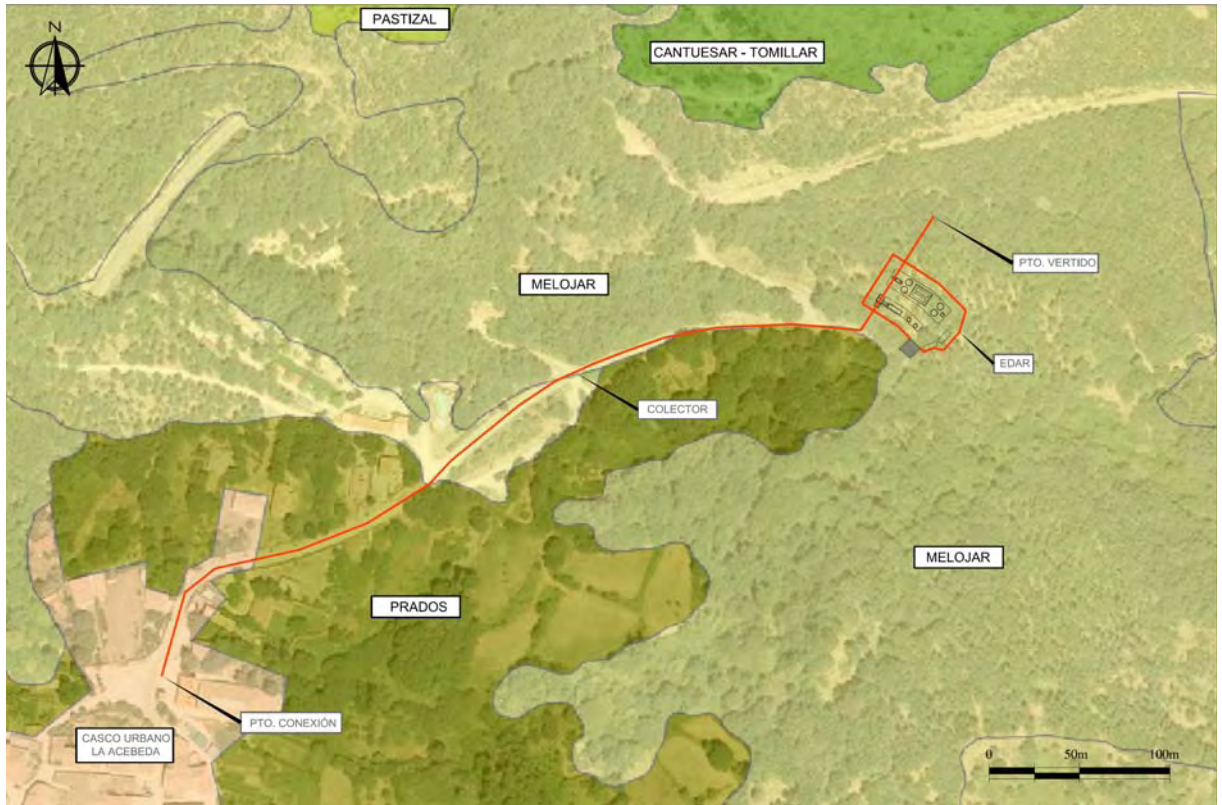 PASTIZAL
N
CANTUESAR - TOMILLAR
PTO. VERTIDO
MELOJAR
EDAR
COLECTOR
MELOJAR
PRADOS
PTO. CONEXIÓN
CASCO URBANO
LA ACEBEDA
0 50m 100m